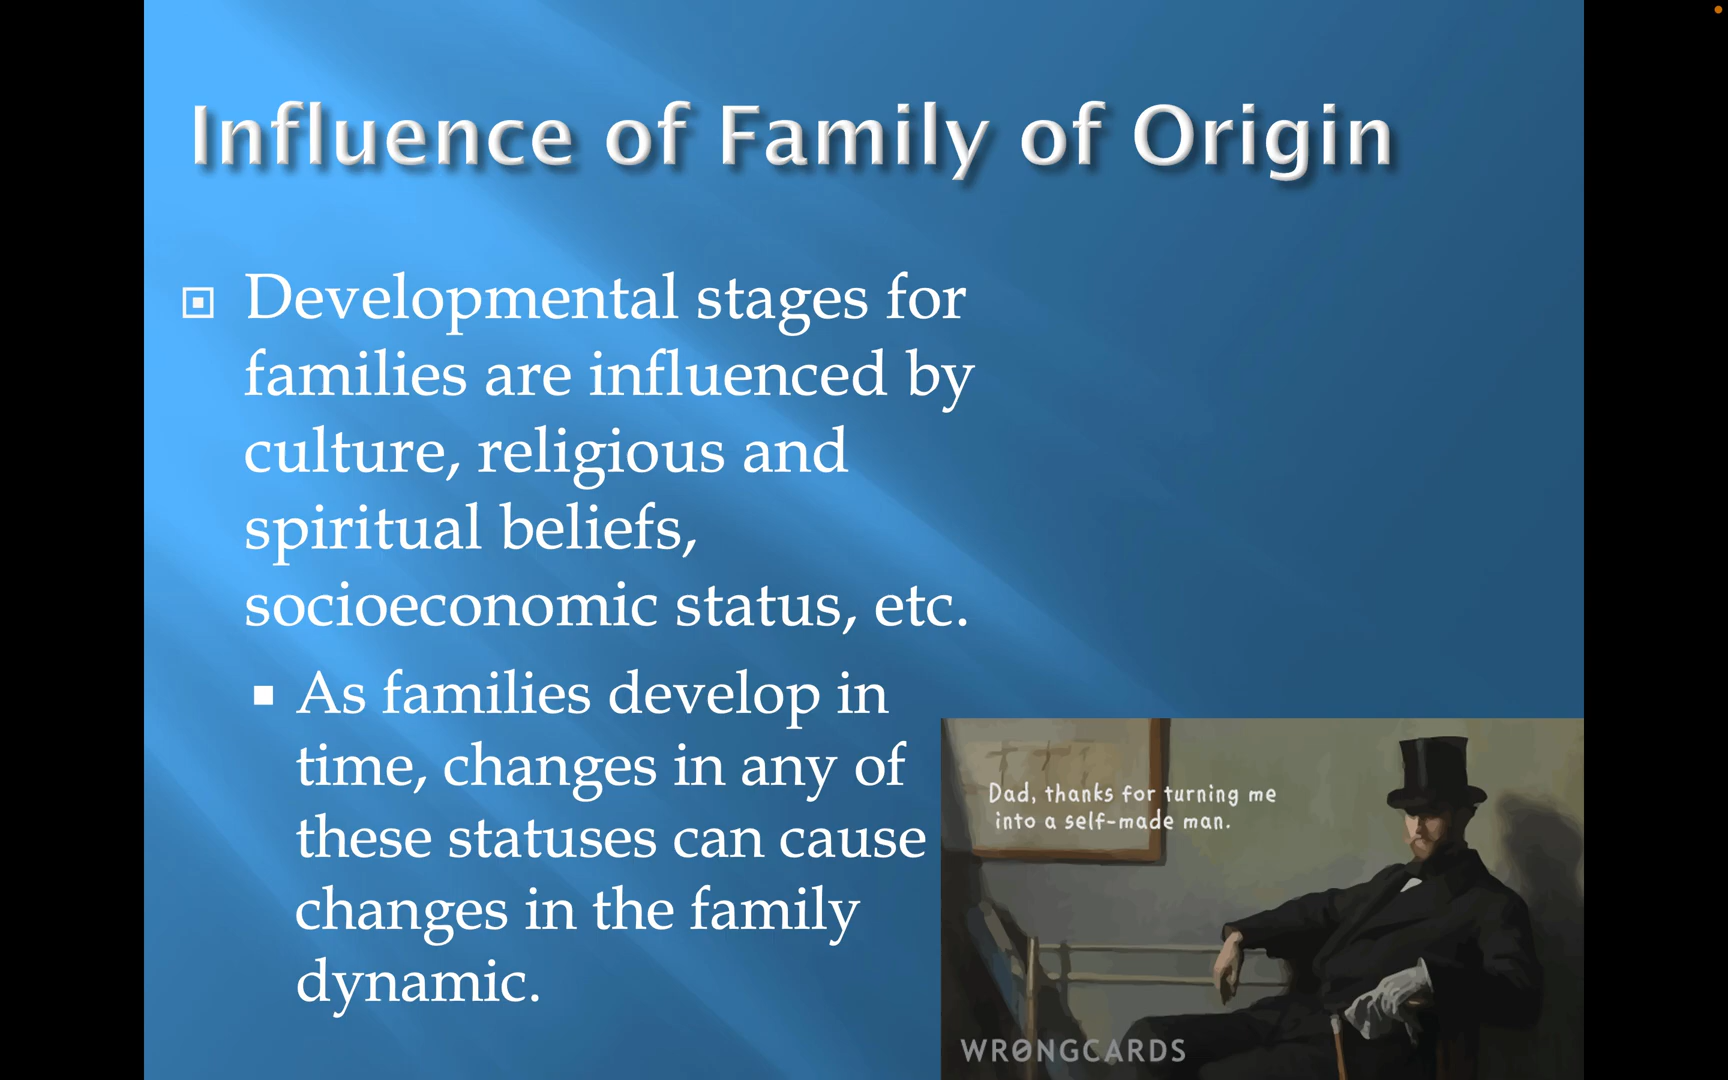 Influence of Family of Origin
Developmental stages for
families are influenced by
culture, religious and
spiritual beliefs,
socioeconomic status, etc.
As families develop in
time, changes in any of
these statuses can cause
changes in the family
dynamic.
Dad, thanks for turning me
into a self-made man.
WRONGCARDS